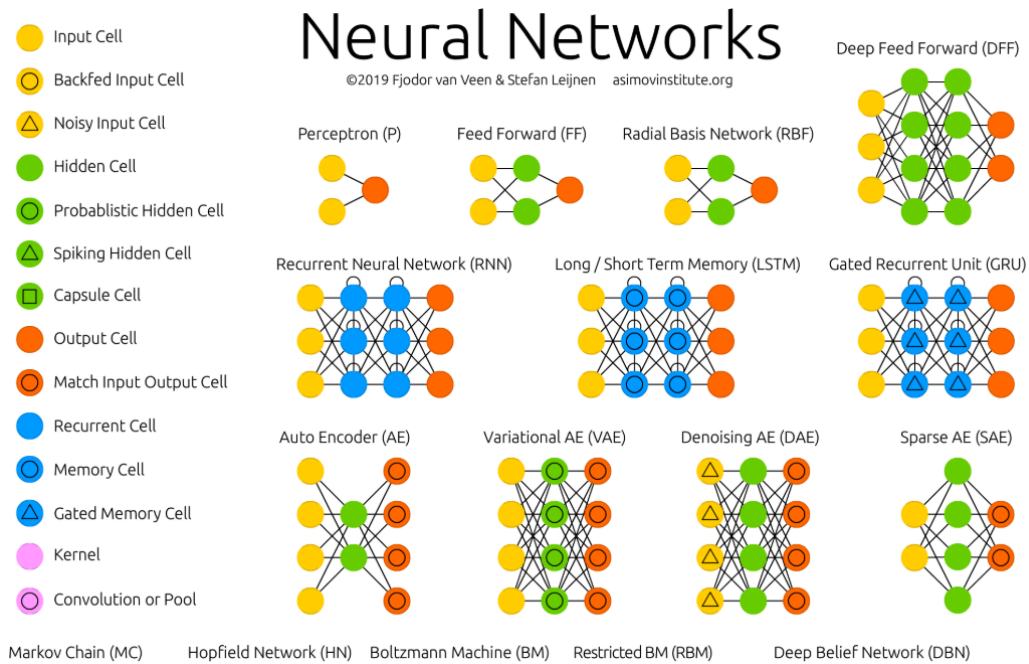 Neural Networks
©2019 Fjodor van Veen & Stefan Leijnen asimovinstitute.org
Input Cell
Backfed Input Cell
Noisy Input Cell
Hidden Cell
Probablistic Hidden Cell
Spiking Hidden Cell
Capsule Cell
Output Cell
Match Input Output Cell
Recurrent Cell
Memory Cell
Gated Memory Cell
Kernel
Convolution or Pool
Deep Feed Forward (DFF)
Perceptron (P)
Feed Forward (FF)
Radial Basis Network (RBF)
Recurrent Neural Network (RNN)
Long / Short Term Memory (LSTM)
Gated Recurrent Unit (GRU)
Auto Encoder (AE)
Variational AE (VAE)
Denoising AE (DAE)
Sparse AE (SAE)
Markov Chain (MC)
Hopfield Network (HN)
Boltzmann Machine (BM)
Restricted BM (RBM)
Deep Belief Network (DBN)